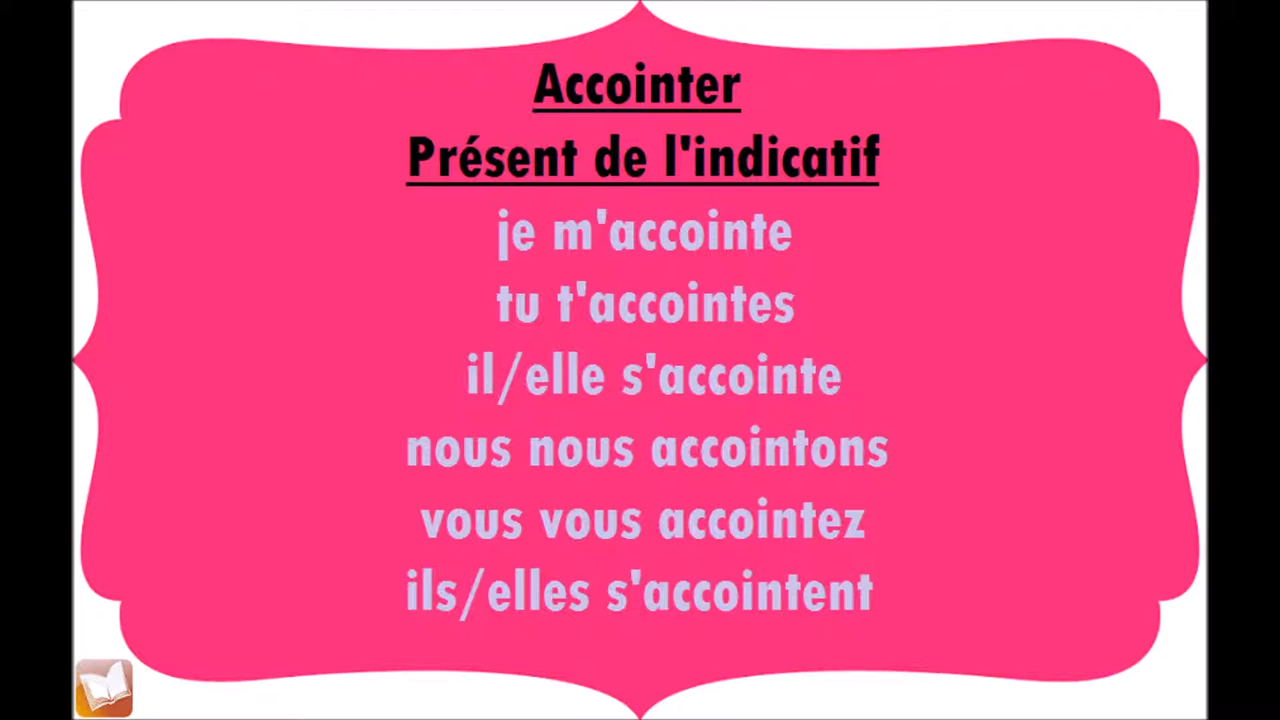 Accointer
Présent de l'indicatif
je m'accointe
tu t'accointes
il/elle s'accointe
nous nous accointons
vous vous accointez
ils/elles s'accointent